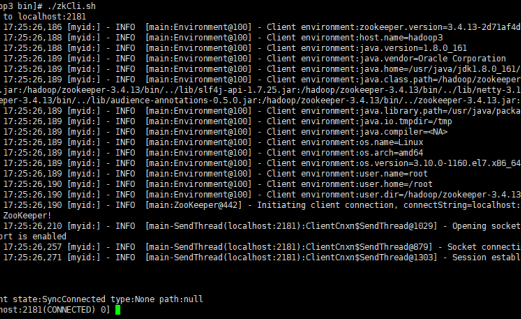 op3 bin]# ./zkCli.sh
to localhost:2181
17:25:26,186 [myid:] - INFO [main:Environment@100] - Client environment:zookeeper.version=3.4.13-2d71af4d
17:25:26,188 [myid:] - INFO [main:Environment@100] - Client environment:host.name=hadoop3
17:25:26,188 [myid:] - INFO [main:Environment@100] - Client environment:java.version=1.8.0_161
17:25:26,189 [myid:] - INFO [main:Environment@100] - Client environment:java.vendor=Oracle Corporation
17:25:26,189 [myid:] - INFO [main:Environment@100] - Client environment:java.home=/usr/java/jdk1.8.0_161/
17:25:26,189 [myid:] - INFO [main:Environment@100] - Client environment:java.class.path=/hadoop/zookeeper
.jar:/hadoop/zookeeper-3.4.13/bin/../lib/slf4j-api-1.7.25.jar:/hadoop/zookeeper-3.4.13/bin/../lib/netty-3.1
eper-3.4.13/bin/../lib/audience-annotations-0.5.0.jar:/hadoop/zookeeper-3.4.13/bin/../zookeeper-3.4.13.jar:
17:25:26,189 [myid:] - INFO [main:Environment@100] - Client environment:java.library.path=/usr/java/packa
17:25:26,189 [myid:] - INFO [main:Environment@100] - Client environment:java.io.tmpdir=/tmp
17:25:26,189 [myid:] - INFO [main:Environment@100] - Client environment:java.compiler=<NA>
17:25:26,189 [myid:] - INFO [main:Environment@100] - Client environment:os.name=Linux
17:25:26,189 [myid:] - INFO [main:Environment@100] - Client environment:os.arch=amd64
17:25:26,189 [myid:] - INFO [main:Environment@100] - Client environment:os.version=3.10.0-1160.el7.x86_64
17:25:26,189 [myid:] - INFO [main:Environment@100] - Client environment:user.name=root
17:25:26,190 [myid:] - INFO [main:Environment@100] - Client environment:user.home=/root
17:25:26,190 [myid:] - INFO [main:Environment@100] - Client environment:user.dir=/hadoop/zookeeper-3.4.13
17:25:26,190 [myid:] - INFO [main:ZooKeeper@442] - Initiating client connection, connectString=localhost:
ZooKeeper!
17:25:26,210 [myid:] - INFO [main-SendThread(localhost:2181):ClientCnxn$SendThread@1029] - Opening socket
ort is enabled
17:25:26,257 [myid:] - INFO [main-SendThread(localhost:2181):ClientCnxn$SendThread@879] - Socket connecti
17:25:26,271 [myid:] - INFO [main-SendThread(localhost:2181):ClientCnxn$SendThread@1303] - Session establ
nt state:SyncConnected type:None path:null
host:2181(CONNECTED) 0]